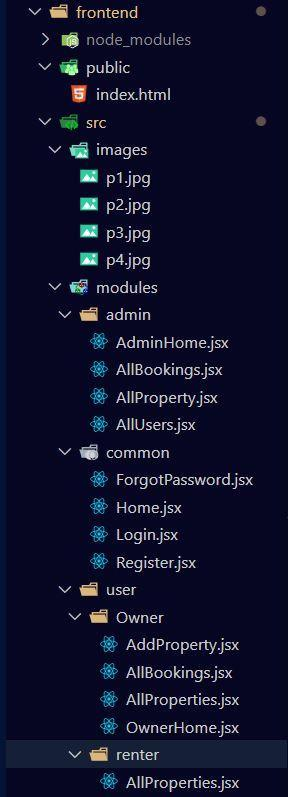 frontend
node_modules
public
index.html
src
images
p1.jpg
p2.jpg
p3.jpg
p4.jpg
modules
admin
AdminHome.jsx
AllBookings.jsx
AllProperty.jsx
AllUsers.jsx
common
ForgotPassword.jsx
Home.jsx
Login.jsx
Register.jsx
user
Owner
AddProperty.jsx
AllBookings.jsx
AllProperties.jsx
OwnerHome.jsx
renter
AllProperties.jsx